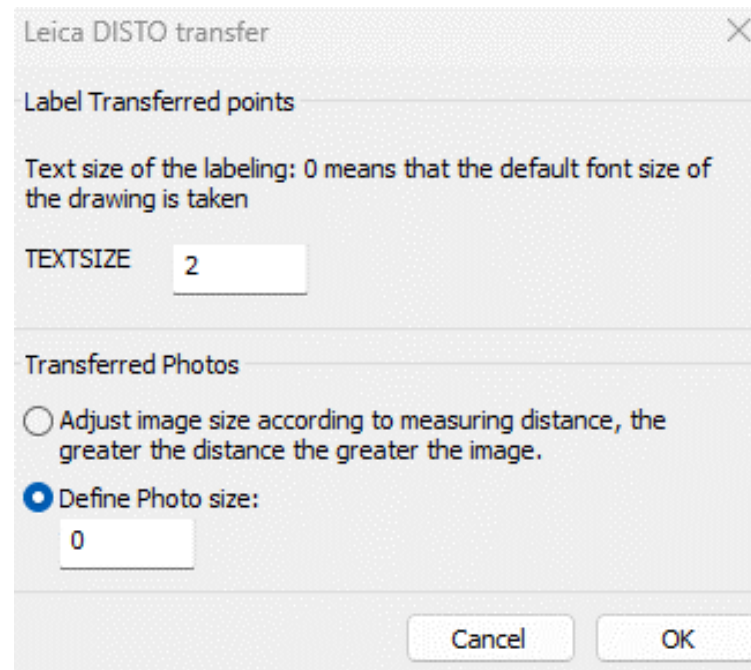 Leica DISTO transfer
Label Transferred points
Text size of the labeling: 0 means that the default font size of
the drawing is taken
TEXTSIZE 2
Transferred Photos
Adjust image size according to measuring distance, the
greater the distance the greater the image.
Define Photo size:
0
Cancel OK